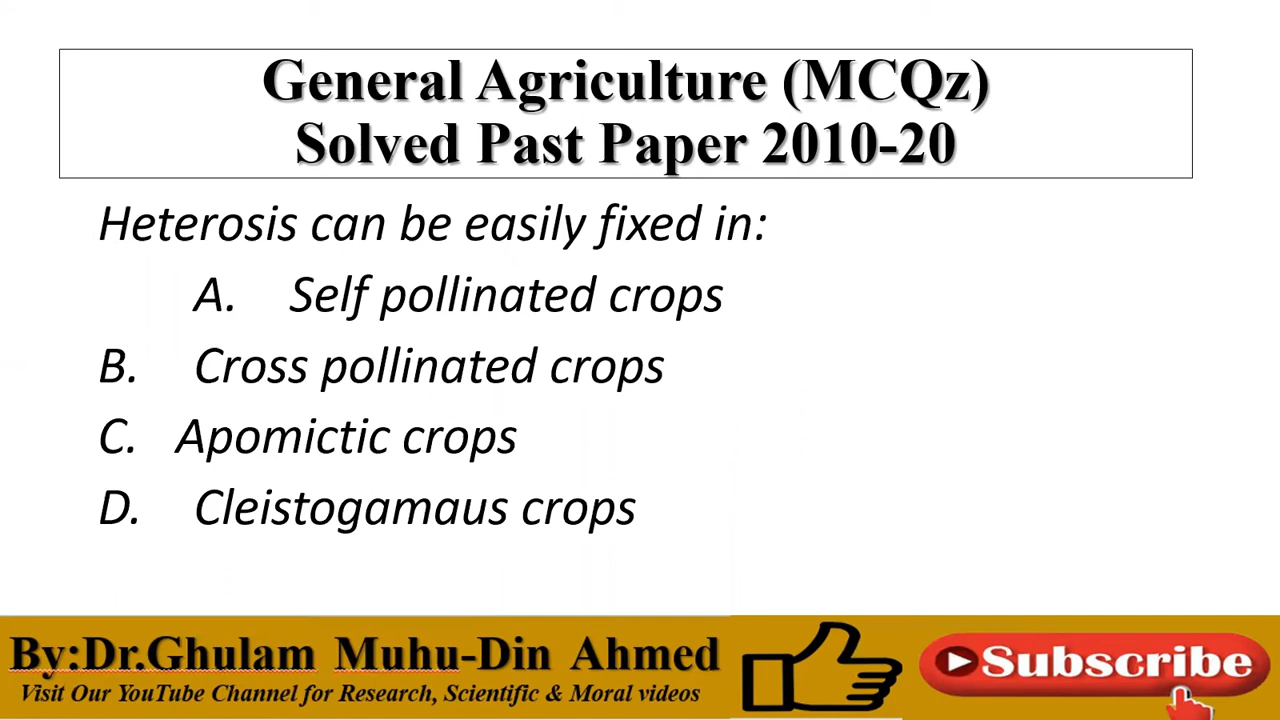 General Agriculture (MCQz)
Solved Past Paper 2010-20
Heterosis can be easily fixed in:
A. Self pollinated crops
B. Cross pollinated crops
C. Apomictic crops
D. Cleistogamaus crops
By:Dr.Ghulam Muhu-Din Ahmed
Visit Our YouTube Channel for Research, Scientific & Moral videos
Subscribe